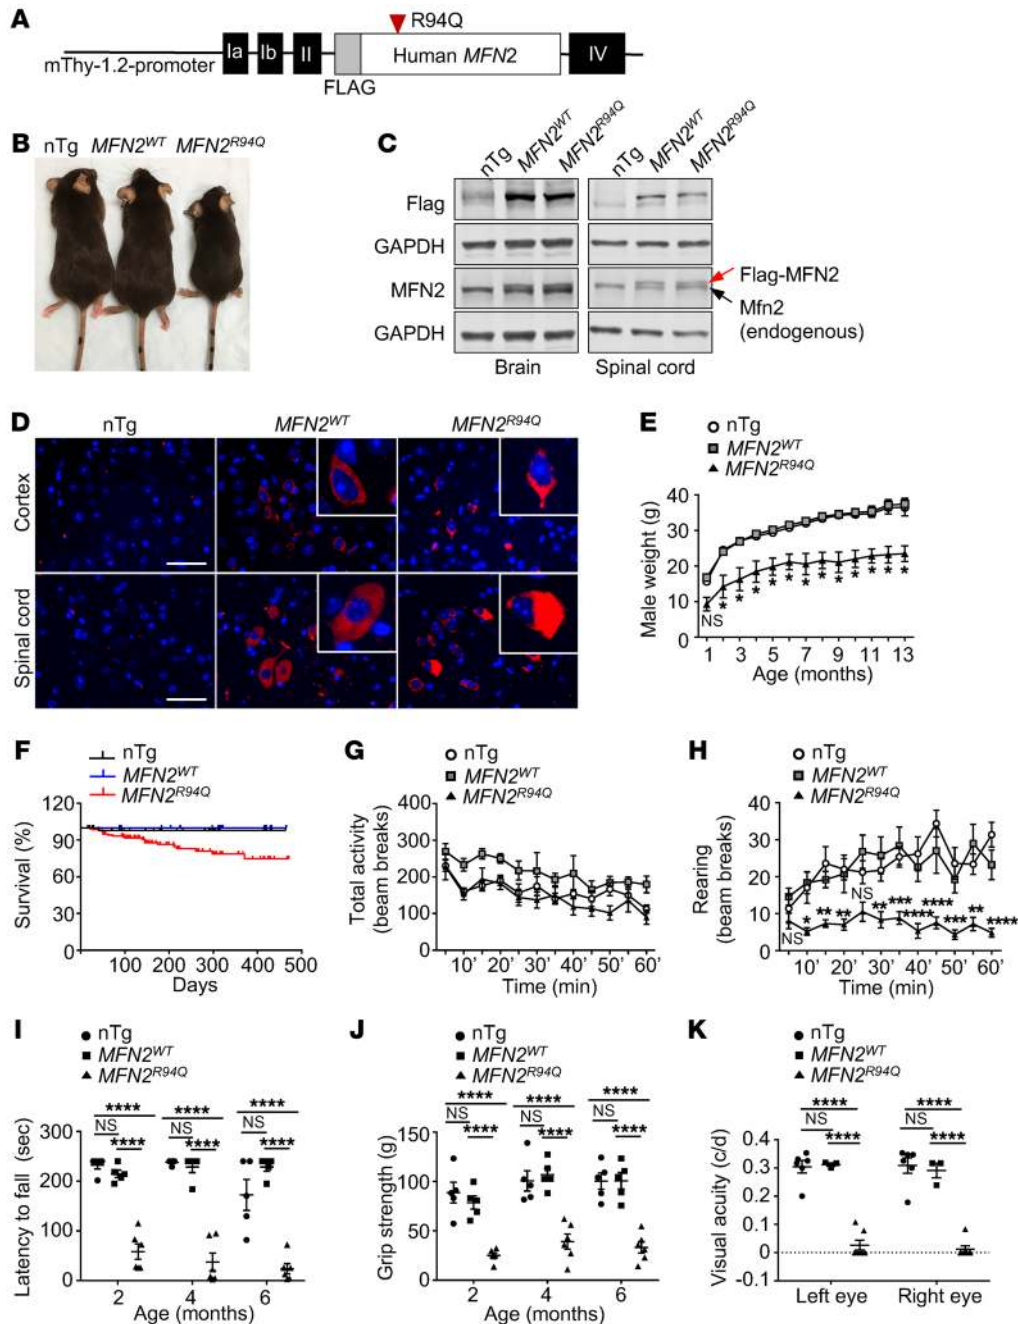 A
R94Q
Ia
Ib
II
Human MFN2
IV
mThy-1.2-promoter
FLAG
B
nTg MFN2WT MFN2R94Q
C
nTg
MFN2WT
MFN2R94Q
nTg
MFN2WT
MFN2R94Q
Flag
GAPDH
MFN2
GAPDH
Flag-MFN2
Mfn2
(endogenous)
Brain
Spinal cord
D
nTg
MFN2WT
MFN2R94Q
Cortex
Spinal cord
E
nTg
MFN2WT
MFN2R94Q
Male weight (g)
40
30
20
10
0
NS
* * * * * * * * * * * *
1 3 5 7 9 11 13
Age (months)
F
nTg
MFN2WT
MFN2R94Q
Survival (%)
120
90
60
30
0
100 200 300 400 500
Days
G
nTg
MFN2WT
MFN2R94Q
Total activity
(beam breaks)
400
300
200
100
0
10' 20' 30' 40' 50' 60'
Time (min)
H
nTg
MFN2WT
MFN2R94Q
Rearing
(beam breaks)
40
30
20
10
0
NS * ** ** NS ** *** **** **** *** ** ****
10' 20' 30' 40' 50' 60'
Time (min)
I
nTg
MFN2WT
MFN2R94Q
Latency to fall (sec)
300
200
100
0
**** **** ****
NS NS NS
**** **** ****
2 4 6
Age (months)
J
nTg
MFN2WT
MFN2R94Q
Grip strength (g)
150
100
50
0
**** **** ****
NS NS NS
**** **** ****
2 4 6
Age (months)
K
nTg
MFN2WT
MFN2R94Q
Visual acuity (c/d)
0.4
0.3
0.2
0.1
0
-0.1
**** ****
NS NS
**** ****
Left eye Right eye